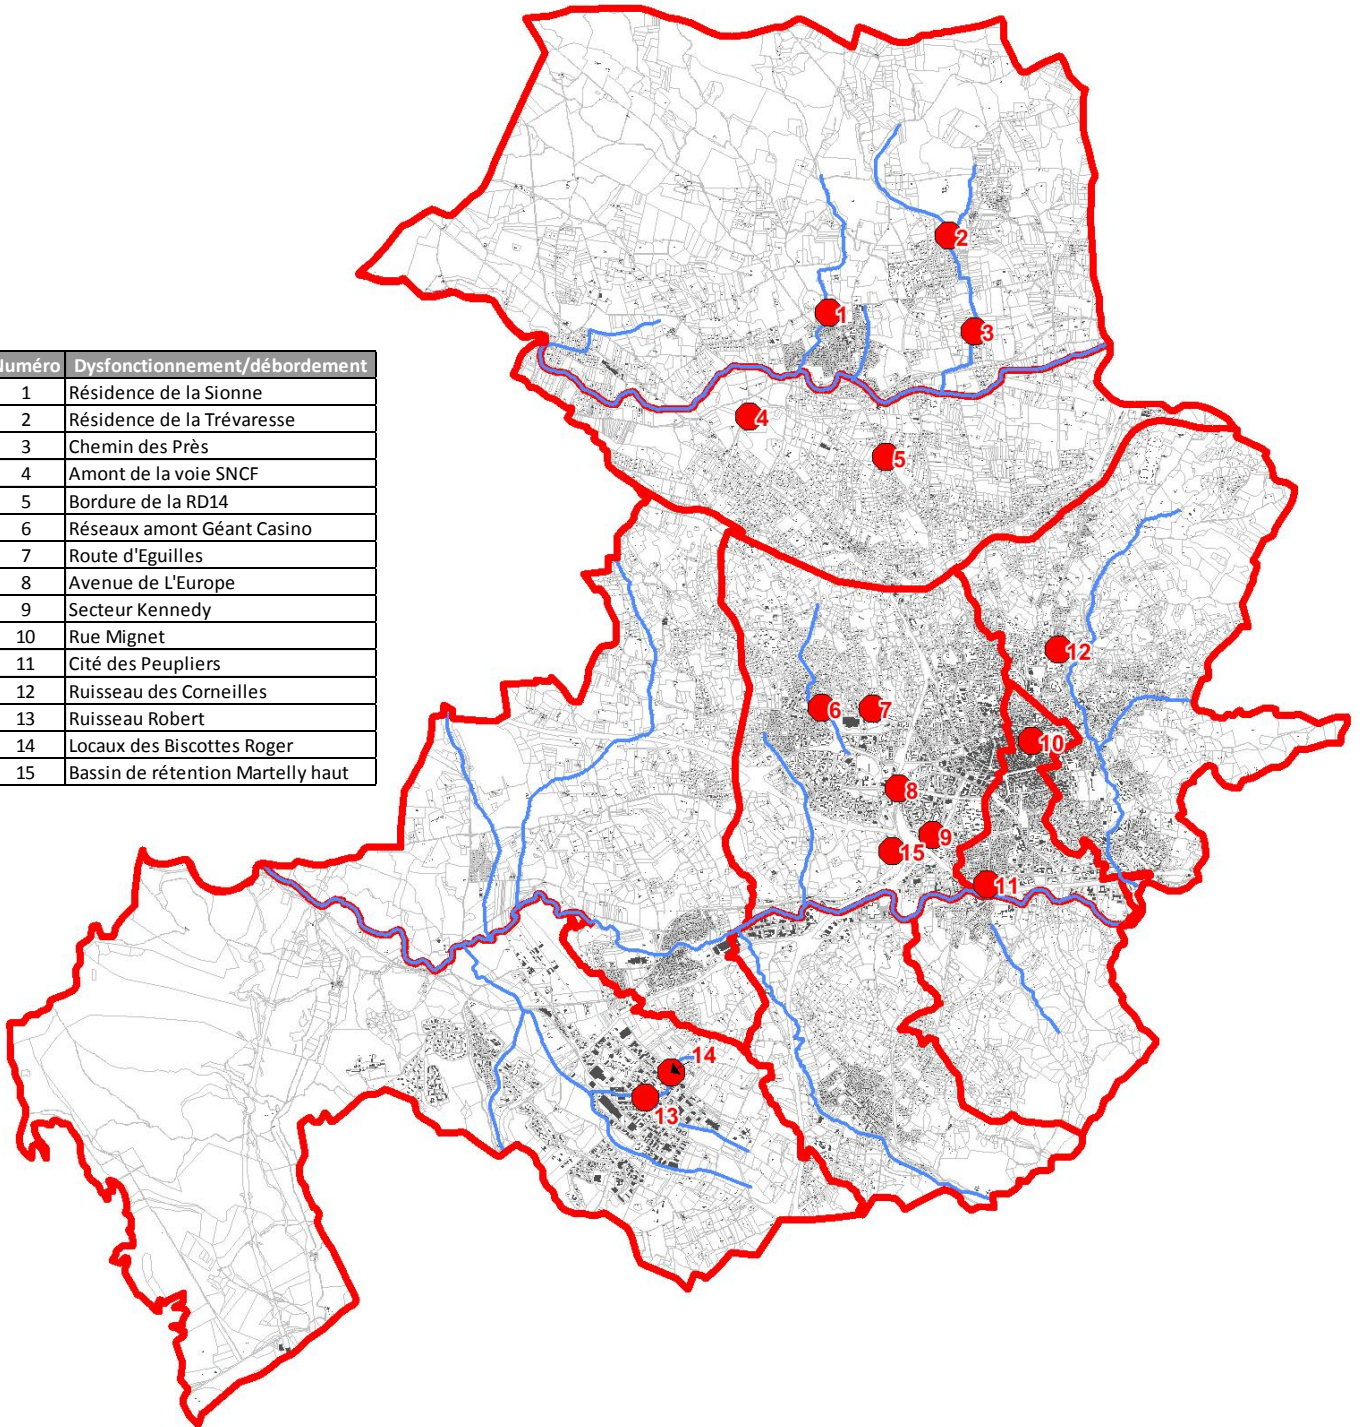 Numéro Dysfonctionnement/débordement
1 Résidence de la Sionne
2 Résidence de la Trévaresse
3 Chemin des Près
4 Amont de la voie SNCF
5 Bordure de la RD14
6 Réseaux amont Géant Casino
7 Route d'Eguilles
8 Avenue de L'Europe
9 Secteur Kennedy
10 Rue Mignet
11 Cité des Peupliers
12 Ruisseau des Corneilles
13 Ruisseau Robert
14 Locaux des Biscottes Roger
15 Bassin de rétention Martelly haut
2
1
3
4
5
12
6
7
10
8
9
15
11
14
13